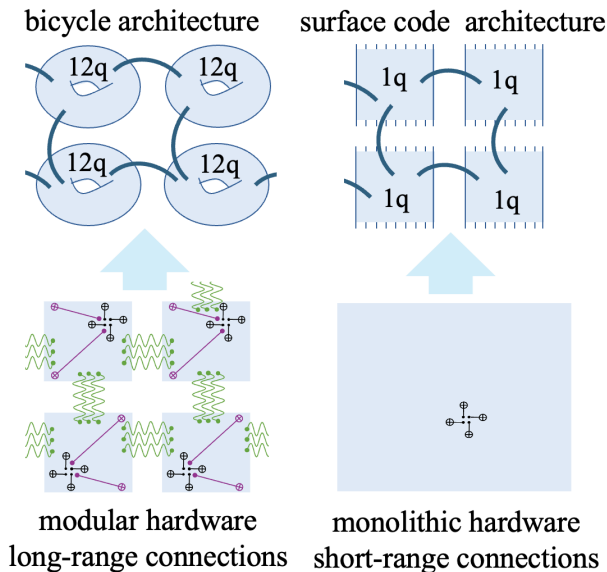 bicycle architecture
surface code architecture
12q
12q
1q
1q
12q
12q
1q
1q
modular hardware
long-range connections
monolithic hardware
short-range connections